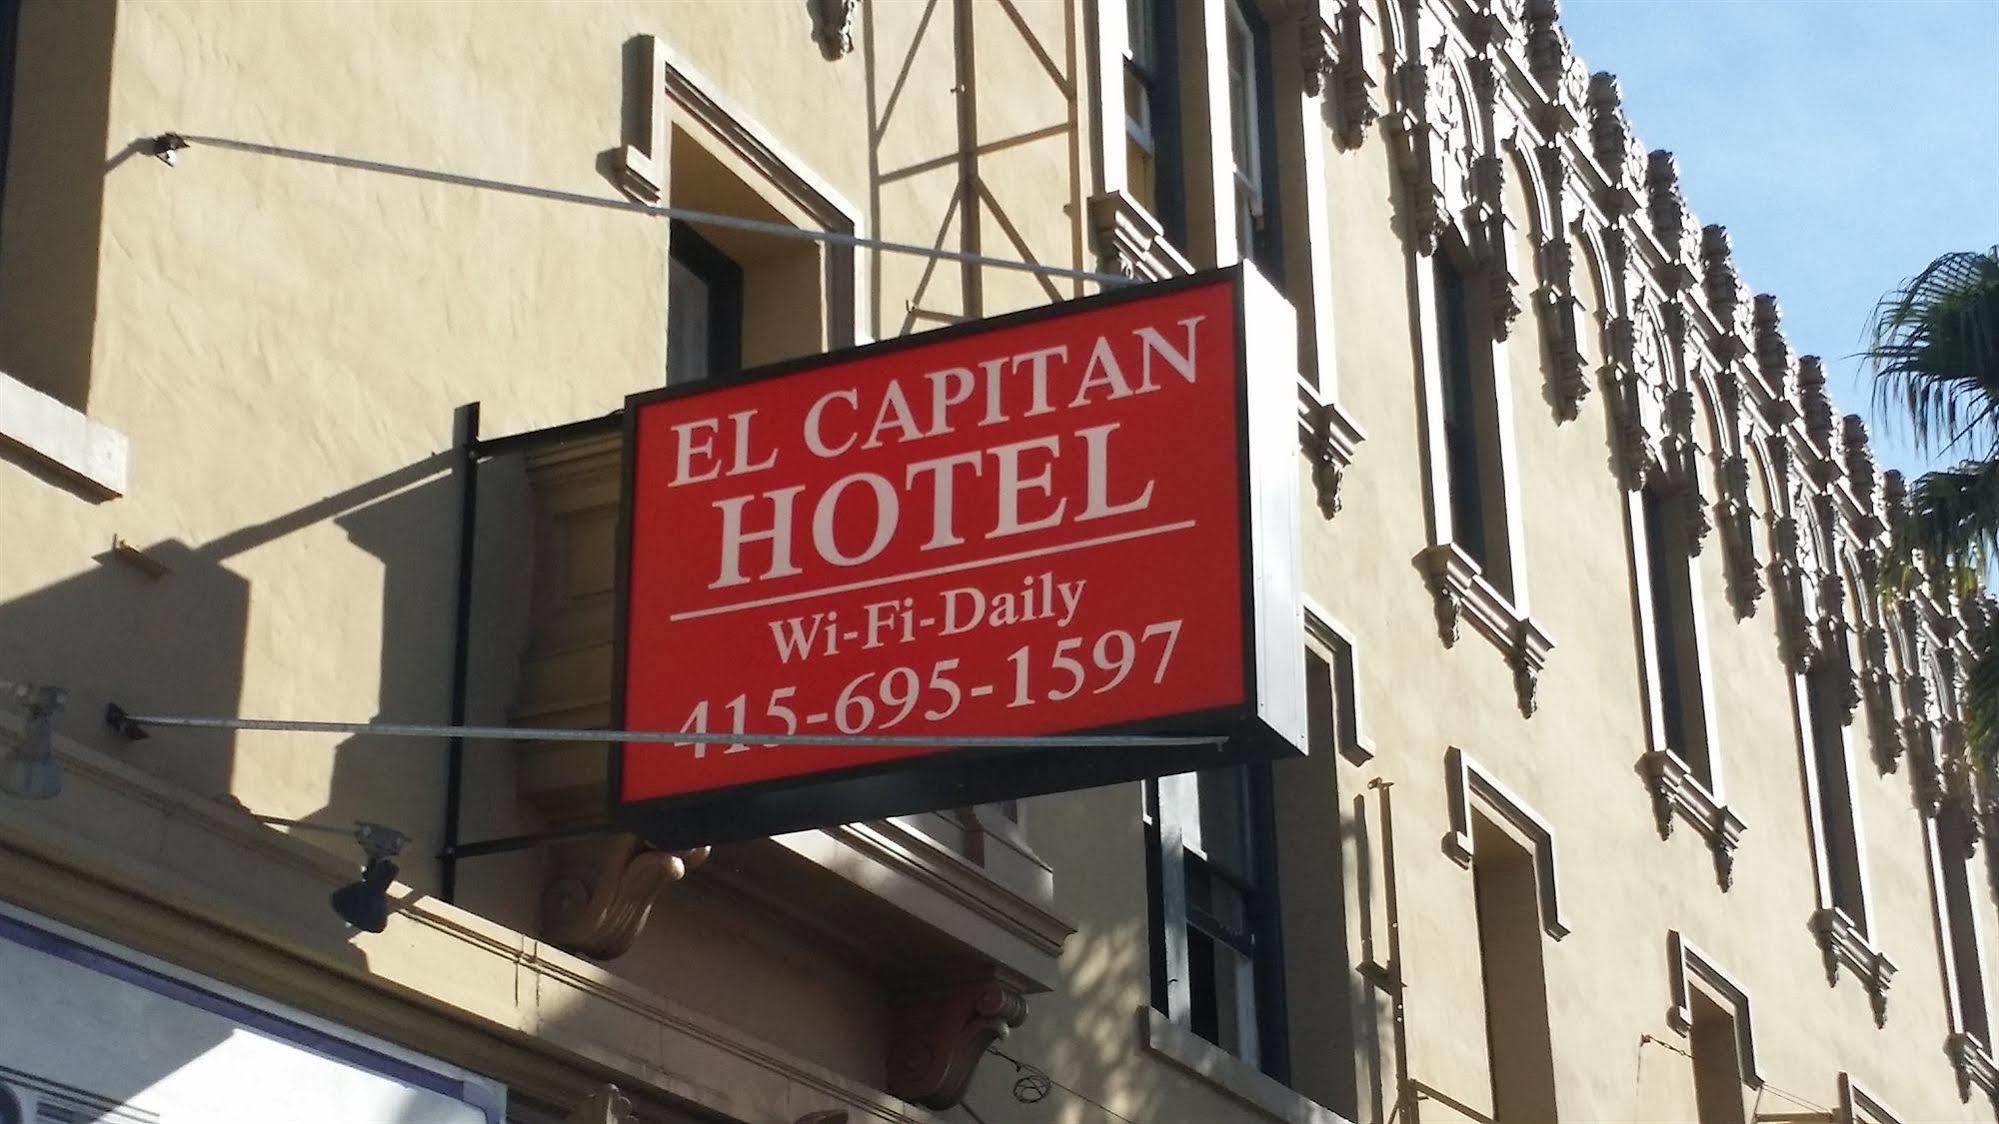 EL CAPITAN
HOTEL
Wi-Fi-Daily
415-695-1597